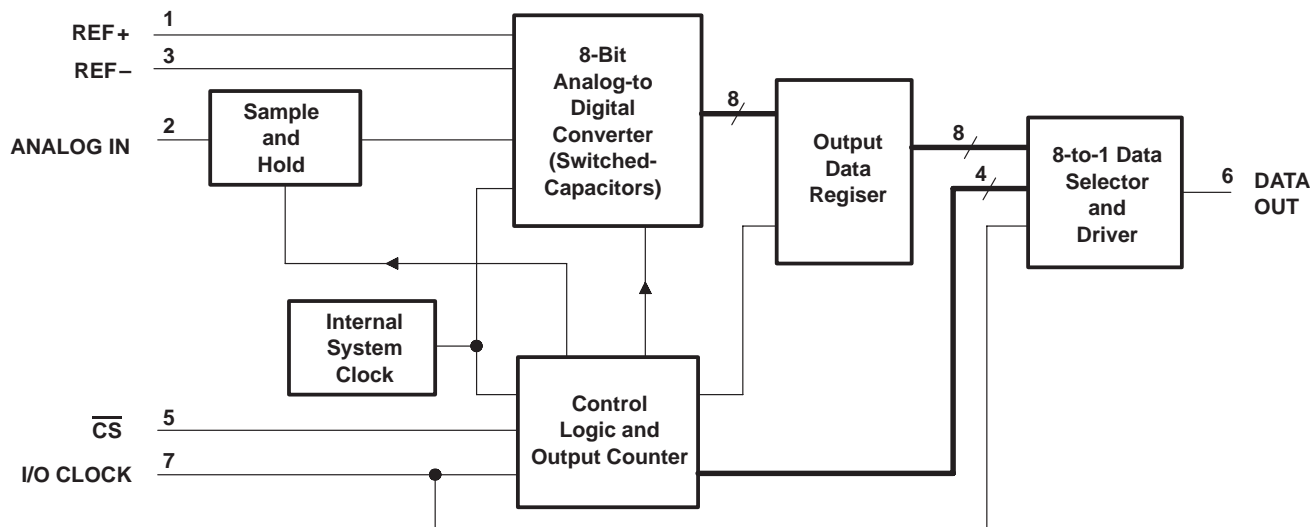 REF+
1
REF–
3
ANALOG IN
2
Sample
and
Hold
8-Bit
Analog-to
Digital
Converter
(Switched-
Capacitors)
8
Output
Data
Regiser
8
4
8-to-1 Data
Selector
and
Driver
6
DATA
OUT
Internal
System
Clock
CS
5
I/O CLOCK
7
Control
Logic and
Output Counter